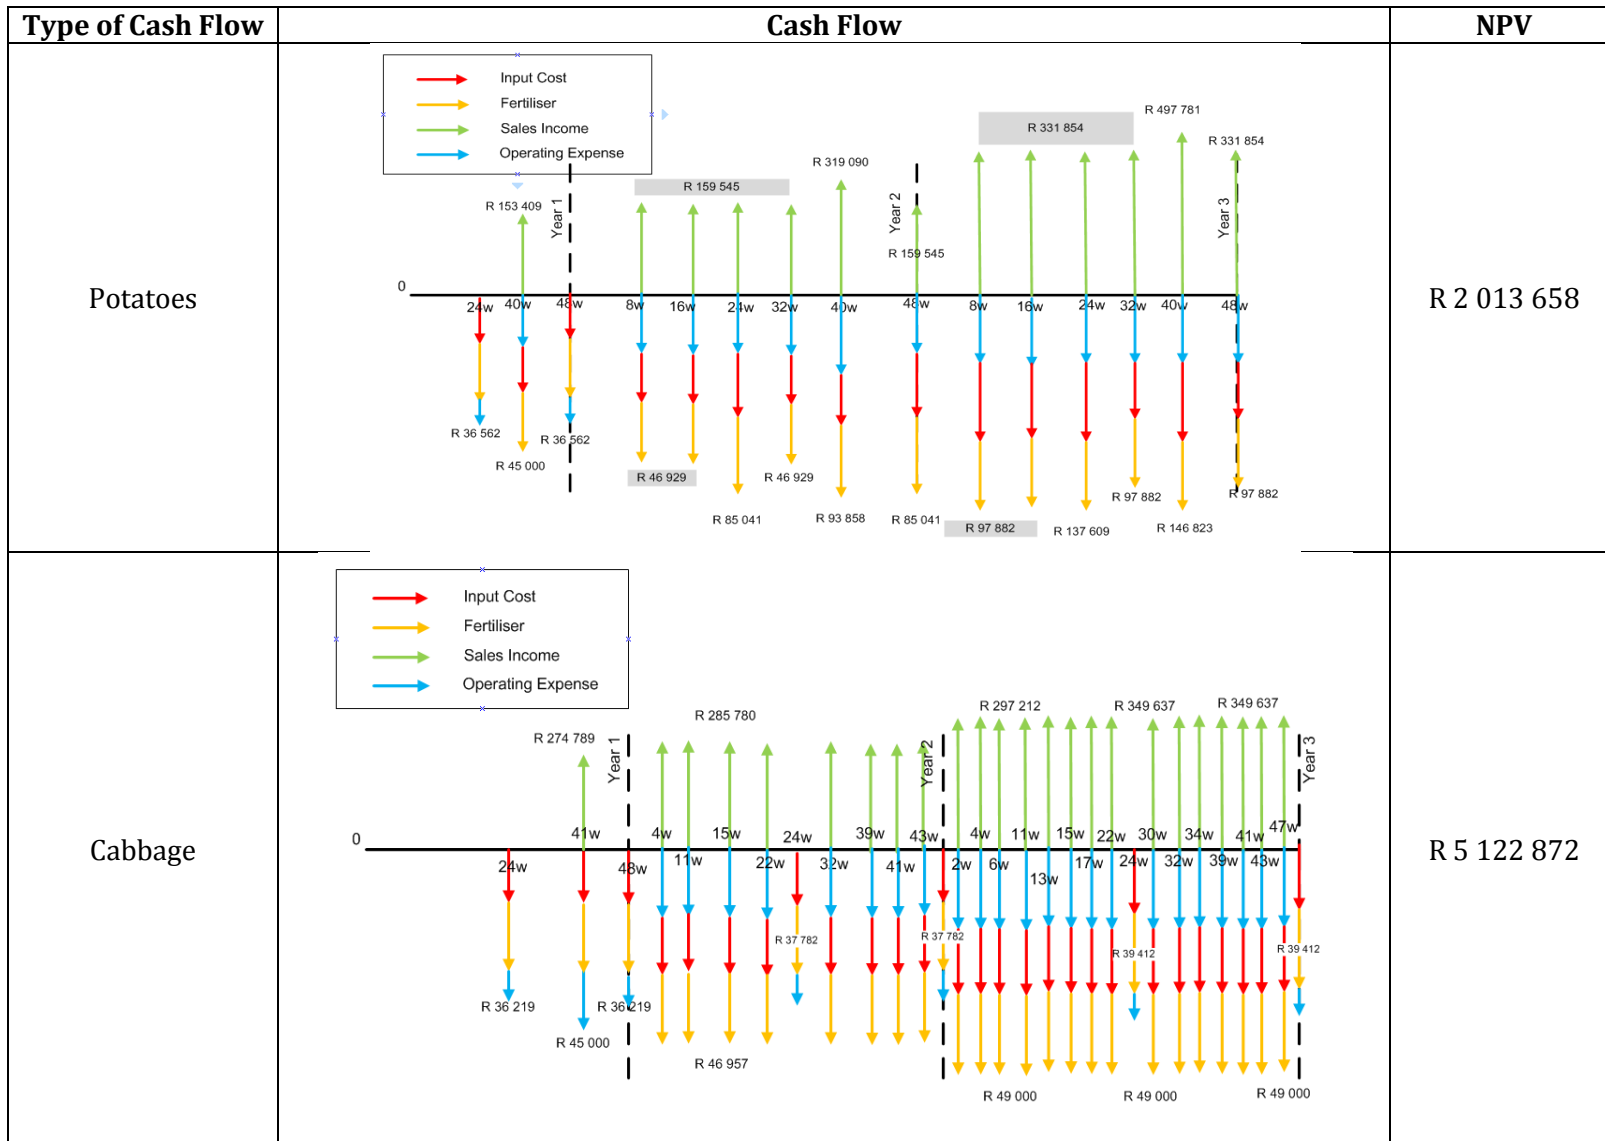 Type of Cash Flow Cash Flow NPV
Potatoes
Input Cost
Fertiliser
Sales Income
Operating Expense
R 153 409
Year 1
R 159 545
R 319 090
Year 2
R 159 545
R 331 854
R 497 781
R 331 854
Year 3
0
24w 40w 48w 8w 16w 24w 32w 40w 48w 8w 16w 24w 32w 40w 48w
R 36 562
R 45 000
R 36 562
R 46 929
R 85 041
R 46 929
R 93 858
R 85 041
R 97 882
R 137 609
R 97 882
R 146 823
R 97 882
R 2 013 658
Cabbage
Input Cost
Fertiliser
Sales Income
Operating Expense
R 274 789
Year 1
R 285 780
Year 2
R 297 212
R 349 637
R 349 637
Year 3
0
41w 4w 15w 24w 39w 43w 4w 11w 15w 22w 30w 34w 41w 47w
24w 48w 11w 22w 32w 41w 2w 6w 13w 17w 24w 32w 39w 43w
R 37 782
R 37 782
R 39 412
R 39 412
R 36 219
R 45 000
R 36 219
R 46 957
R 49 000
R 49 000
R 49 000
R 5 122 872